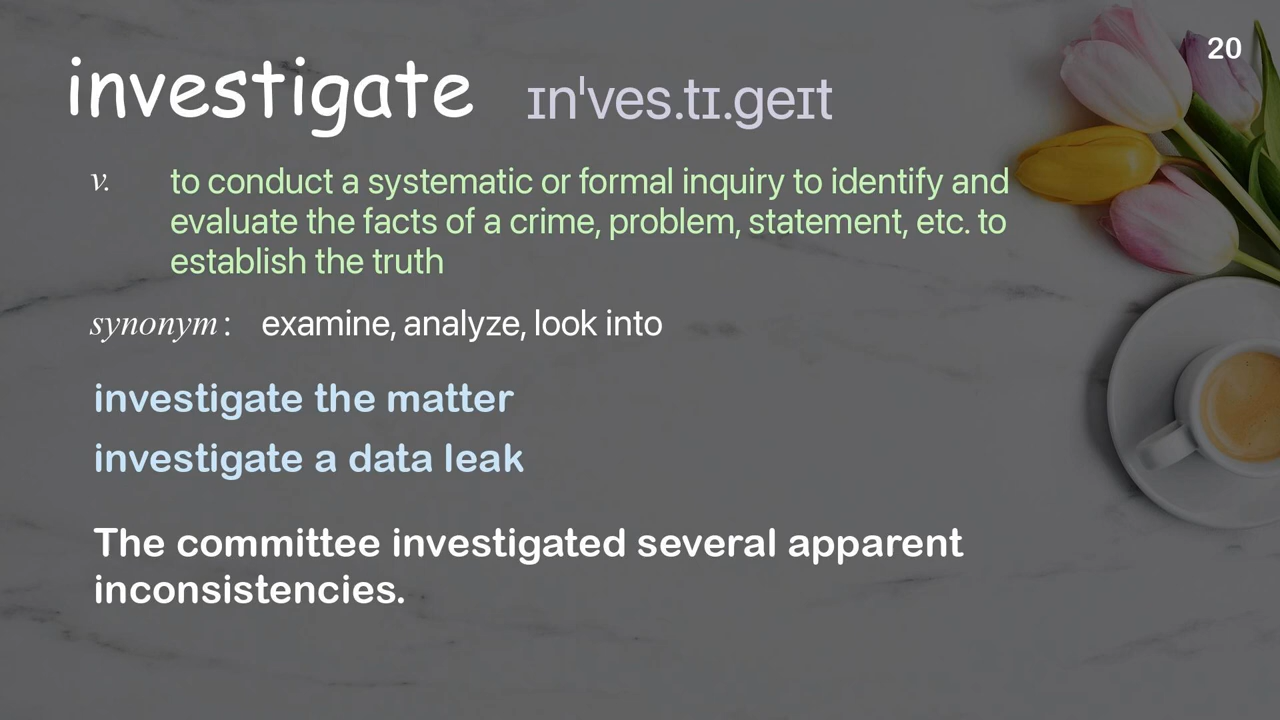 20
investigate ɪnˈves.tɪ.geɪt
v. to conduct a systematic or formal inquiry to identify and
evaluate the facts of a crime, problem, statement, etc. to
establish the truth
synonym: examine, analyze, look into
investigate the matter
investigate a data leak
The committee investigated several apparent
inconsistencies.